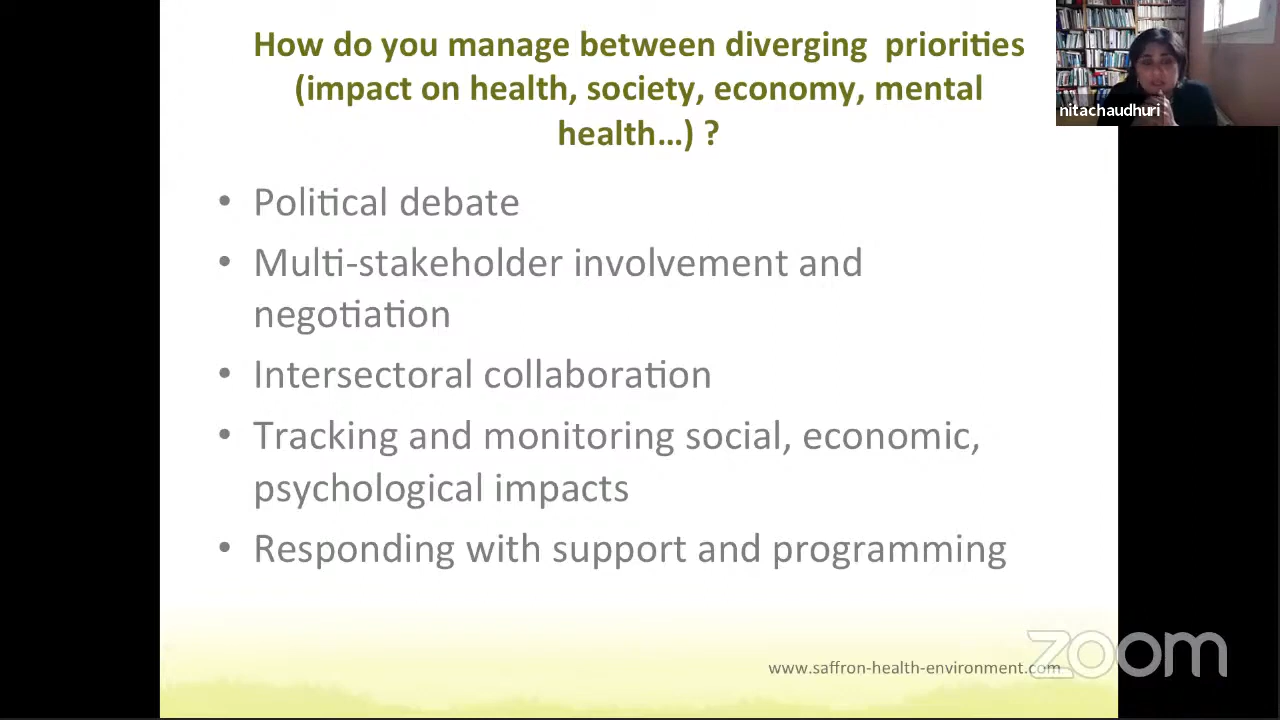 How do you manage between diverging priorities
(impact on health, society, economy, mental
health...) ?
nitachaudhuri
• Political debate
• Multi-stakeholder involvement and
negotiation
• Intersectoral collaboration
• Tracking and monitoring social, economic,
psychological impacts
• Responding with support and programming
www.saffron-health-environment.com
zoom